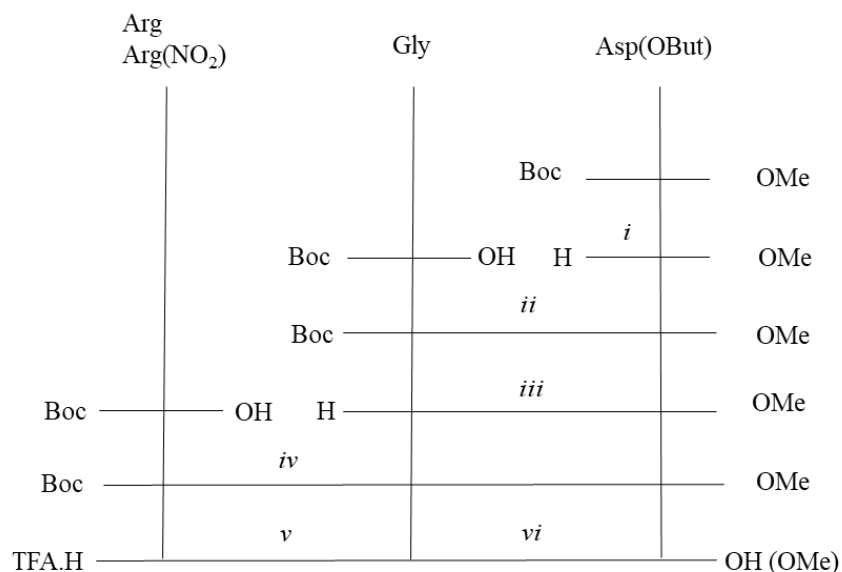 Arg
Arg(NO₂)
Gly
Asp(OBut)
Boc OMe
i
Boc OH H OMe
ii
Boc OMe
iii
Boc OH H OMe
iv
Boc OMe
v vi
TFA.H OH (OMe)